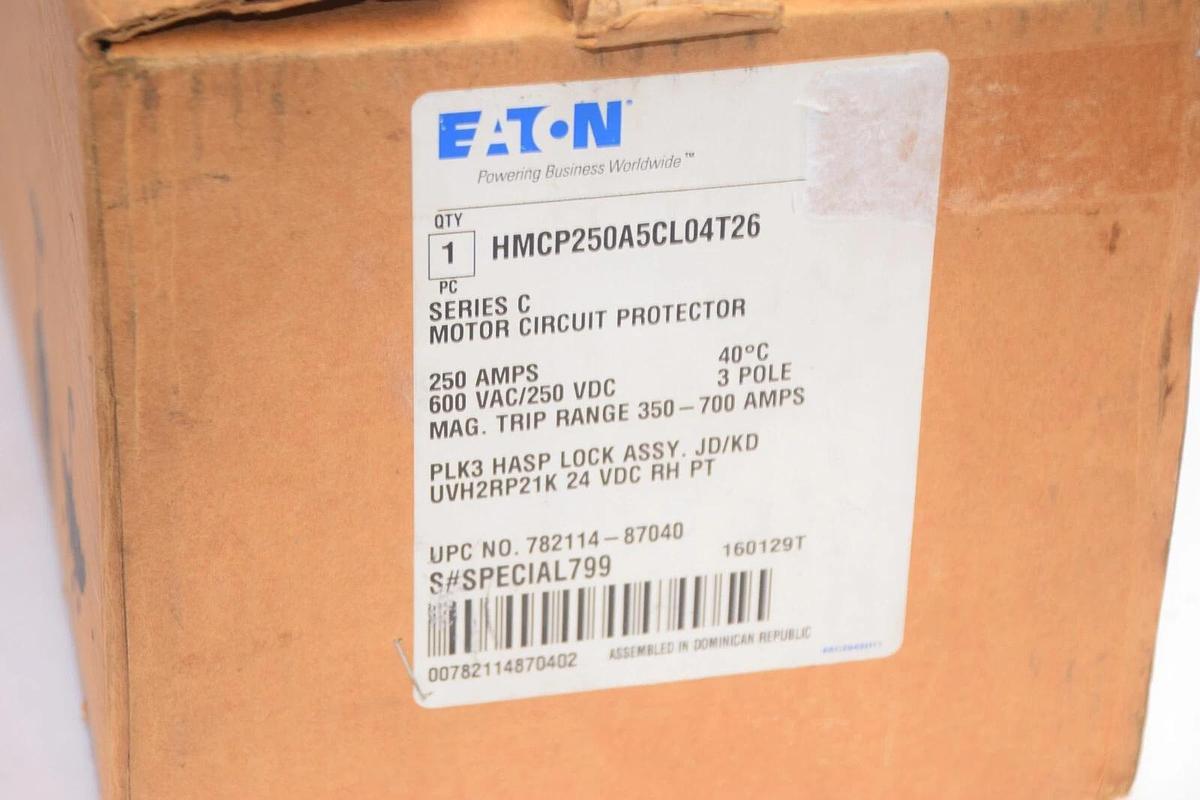 EATON
Powering Business Worldwide™
QTY
1 HMCP250A5CL04T26
PC
SERIES C
MOTOR CIRCUIT PROTECTOR
250 AMPS 40°C
600 VAC/250 VDC 3 POLE
MAG. TRIP RANGE 350-700 AMPS
PLK3 HASP LOCK ASSY. JD/KD
UVH2RP21K 24 VDC RH PT
UPC NO. 782114-87040 160129T
S#SPECIAL799
00782114870402 ASSEMBLED IN DOMINICAN REPUBLIC